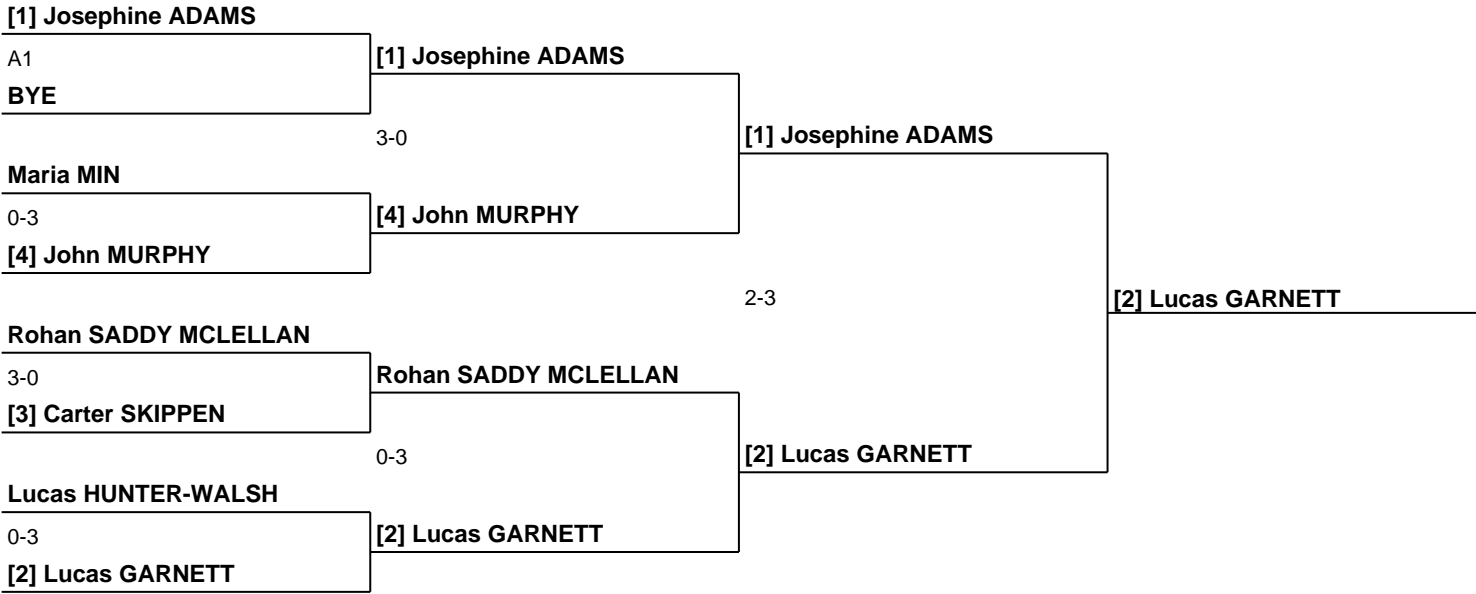 [1] Josephine ADAMS
A1
[1] Josephine ADAMS
BYE
3-0
[1] Josephine ADAMS
Maria MIN
0-3
[4] John MURPHY
[4] John MURPHY
2-3
[2] Lucas GARNETT
Rohan SADDY MCLELLAN
3-0
Rohan SADDY MCLELLAN
[3] Carter SKIPPEN
0-3
[2] Lucas GARNETT
Lucas HUNTER-WALSH
0-3
[2] Lucas GARNETT
[2] Lucas GARNETT